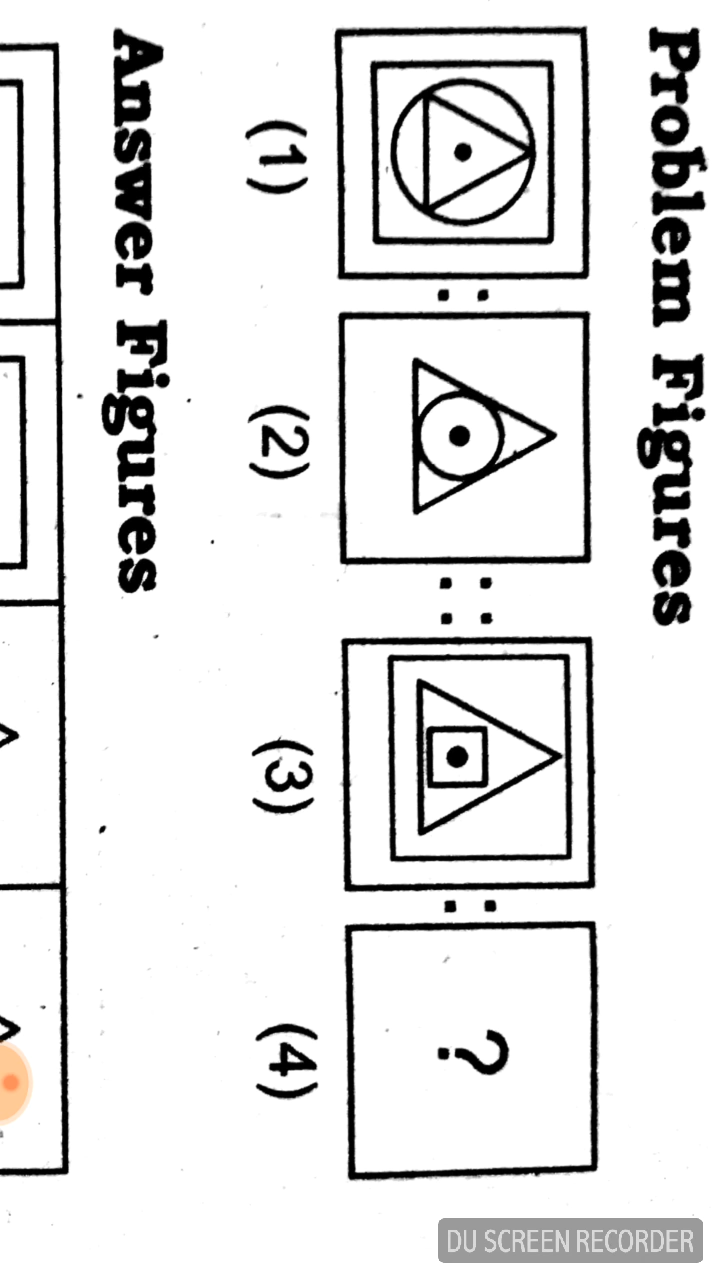 Problem Figures
?
(1) (2) (3) (4)
Answer Figures
DU SCREEN RECORDER